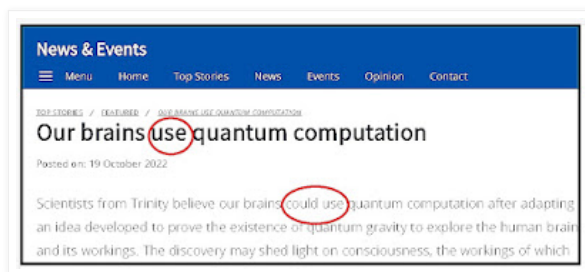 News & Events
Menu Home Top Stories News Events Opinion Contact
TOP STORIES / FEATURED / OUR BRAINS USE QUANTUM COMPUTATION
Our brains use quantum computation
Posted on: 19 October 2022
Scientists from Trinity believe our brains could use quantum computation after adapting
an idea developed to prove the existence of quantum gravity to explore the human brain
and its workings. The discovery may shed light on consciousness, the workings of which